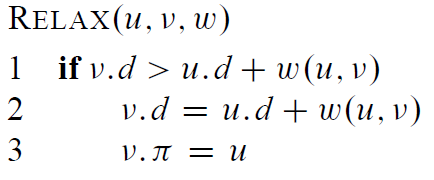 RELAX(u, v, w)
1 if v.d > u.d + w(u, v)
2 v.d = u.d + w(u, v)
3 v.π = u